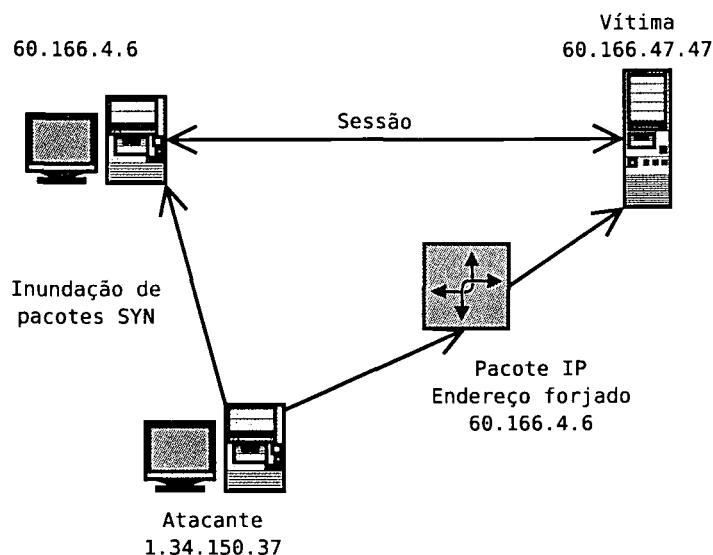 60.166.4.6
Vítima
60.166.47.47
Sessão
Inundação de
pacotes SYN
Pacote IP
Endereço forjado
60.166.4.6
Atacante
1.34.150.37